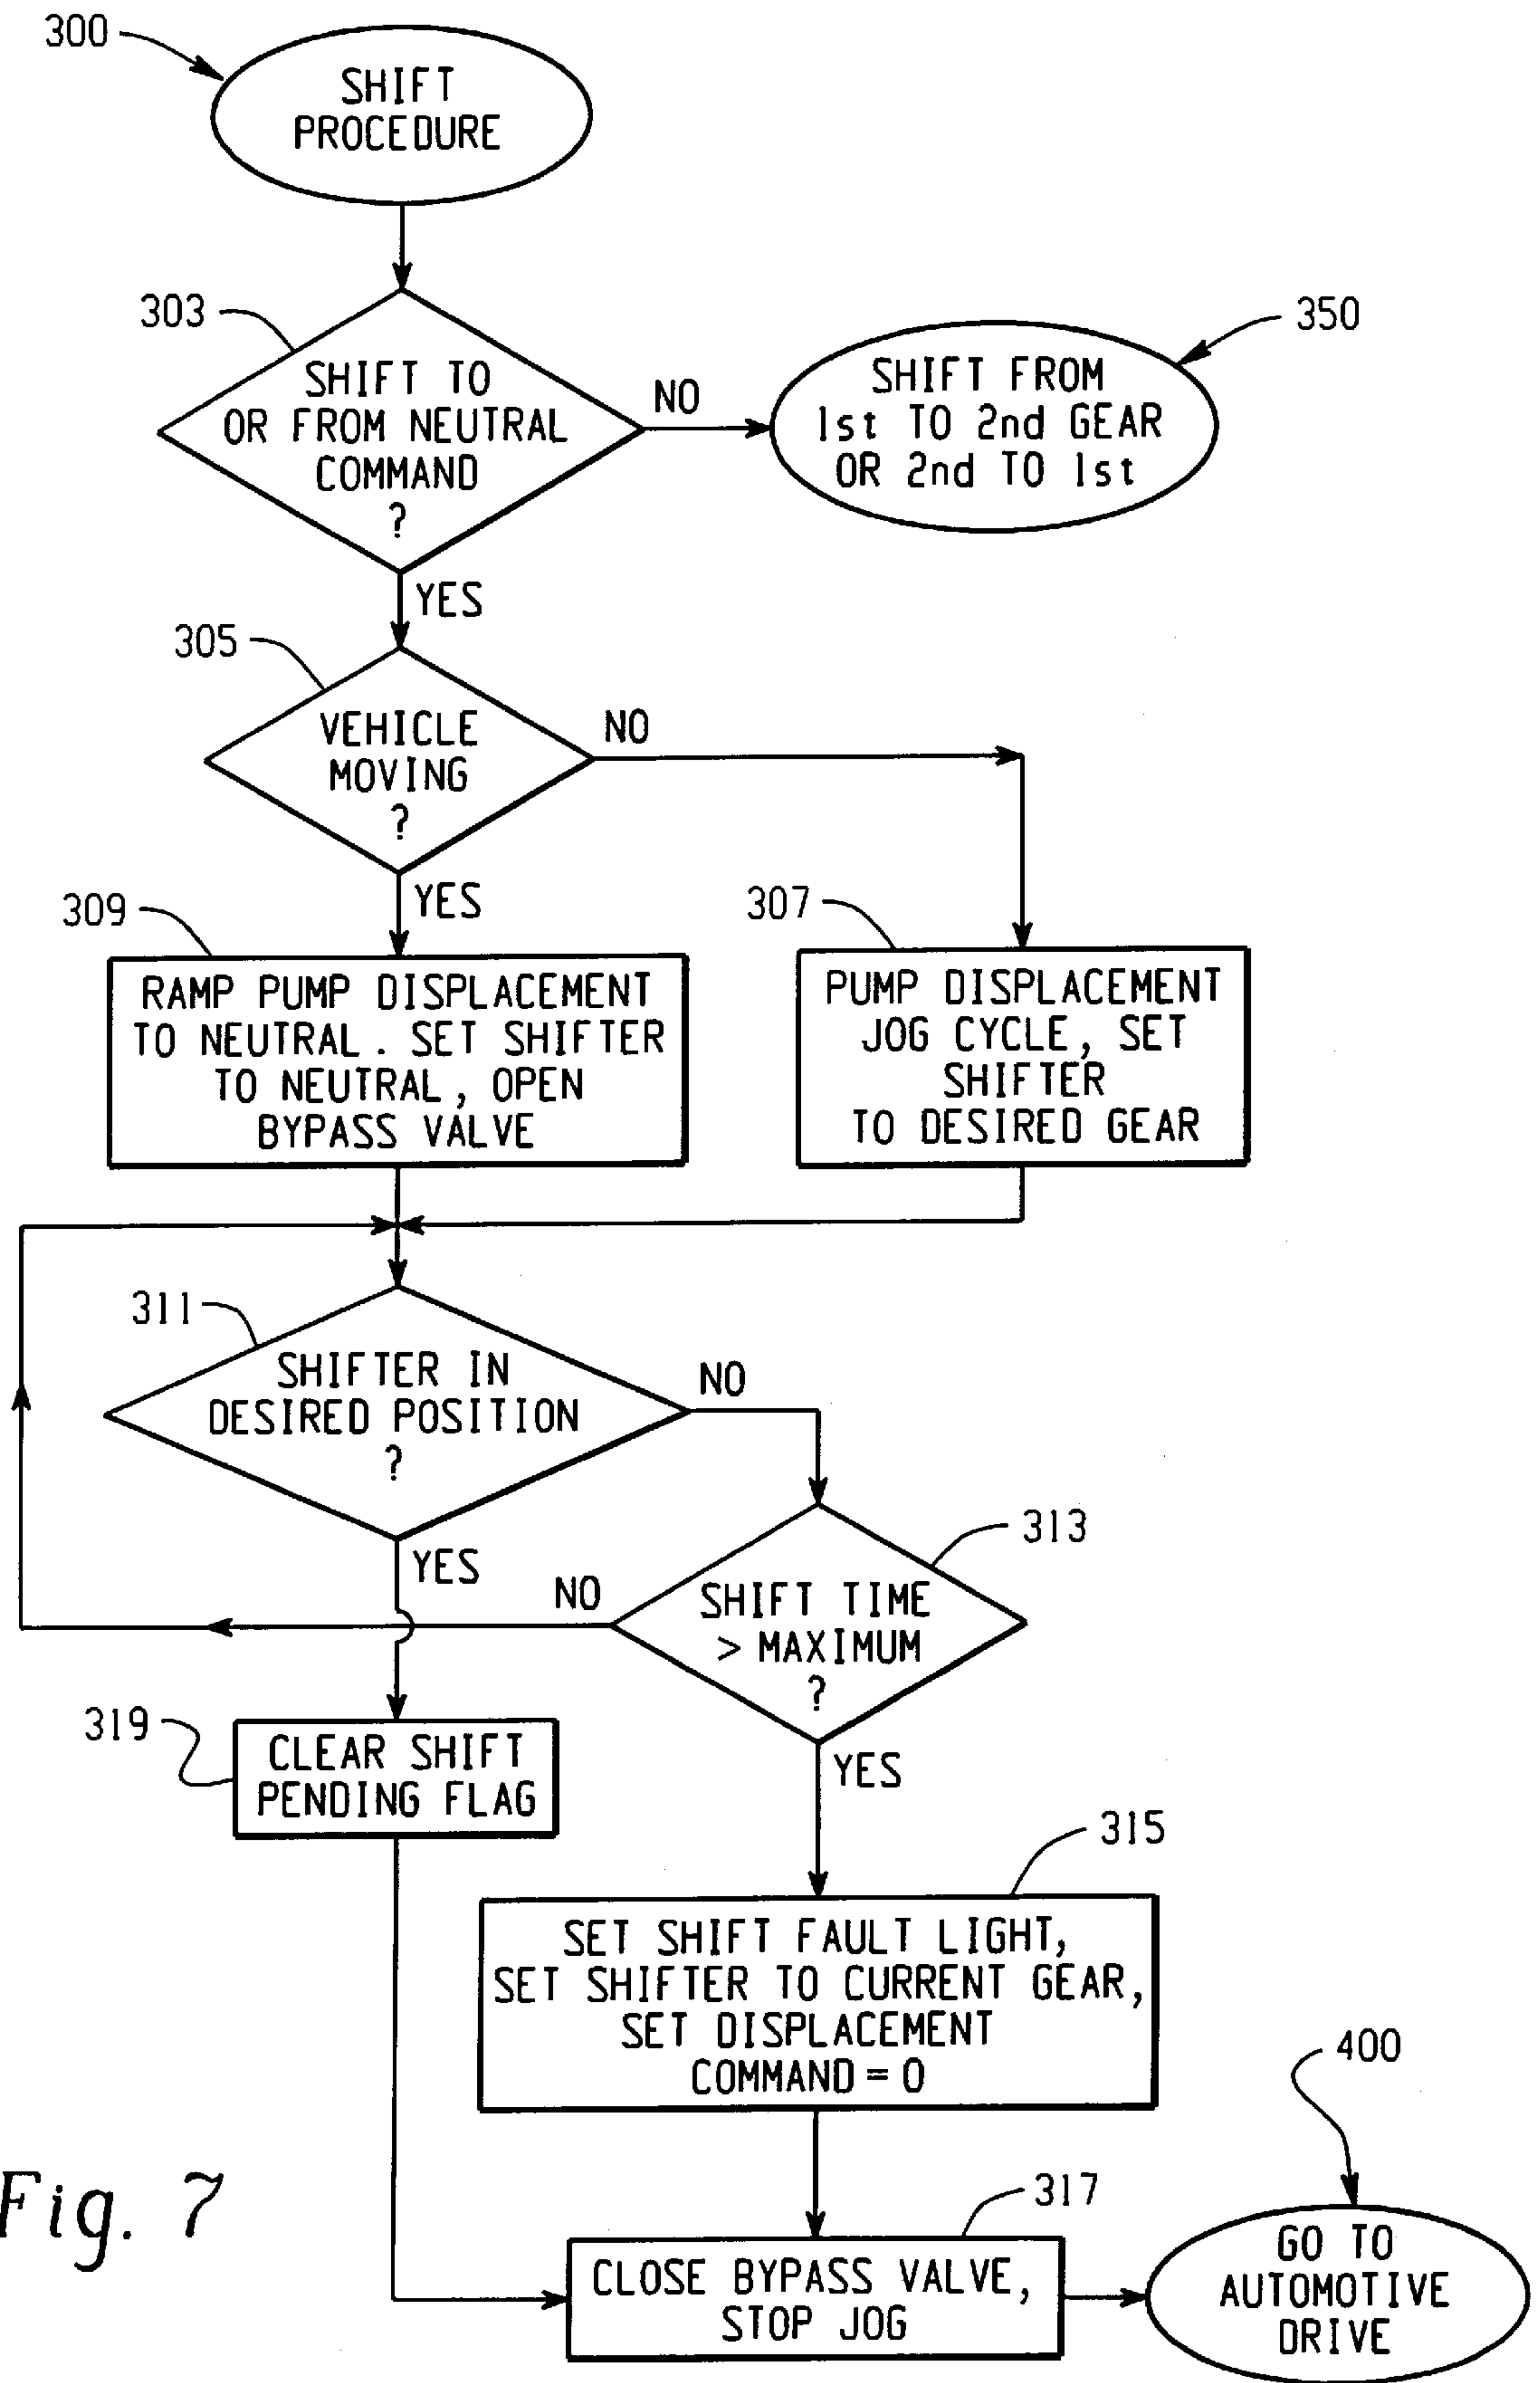 300
SHIFT
PROCEDURE
303
SHIFT TO
OR FROM NEUTRAL
COMMAND
?
NO
350
SHIFT FROM
1st TO 2nd GEAR
OR 2nd TO 1st
YES
305
VEHICLE
MOVING
?
NO
YES
309
RAMP PUMP DISPLACEMENT
TO NEUTRAL. SET SHIFTER
TO NEUTRAL, OPEN
BYPASS VALVE
307
PUMP DISPLACEMENT
JOG CYCLE, SET
SHIFTER
TO DESIRED GEAR
311
SHIFTER IN
DESIRED POSITION
?
NO
YES
313
SHIFT TIME
> MAXIMUM
?
NO
YES
319
CLEAR SHIFT
PENDING FLAG
315
SET SHIFT FAULT LIGHT,
SET SHIFTER TO CURRENT GEAR,
SET DISPLACEMENT
COMMAND = 0
317
CLOSE BYPASS VALVE,
STOP JOG
400
GO TO
AUTOMOTIVE
DRIVE
Fig. 7